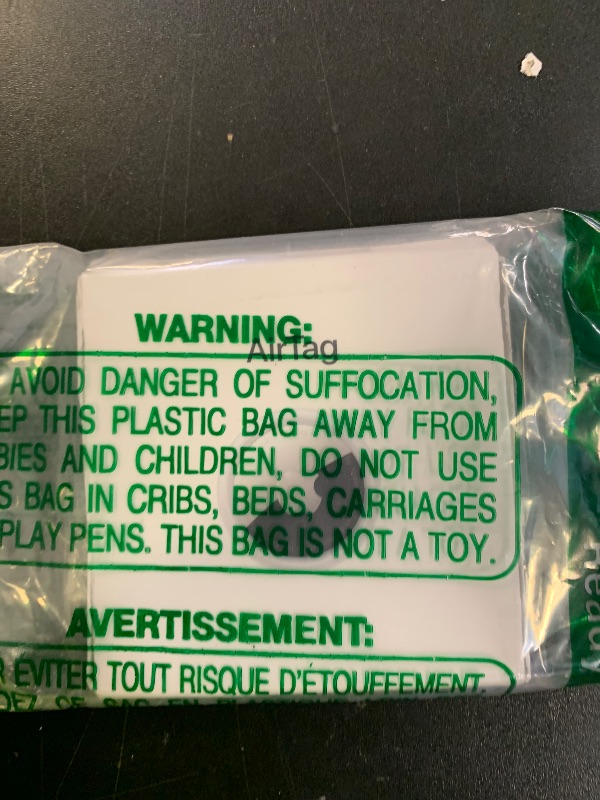 WARNING:
AirTag
AVOID DANGER OF SUFFOCATION,
EP THIS PLASTIC BAG AWAY FROM
BIES AND CHILDREN, DO NOT USE
S BAG IN CRIBS, BEDS, CARRIAGES
PLAY PENS. THIS BAG IS NOT A TOY.
AVERTISSEMENT:
R EVITER TOUT RISQUE D'ÉTOUFFEMENT,